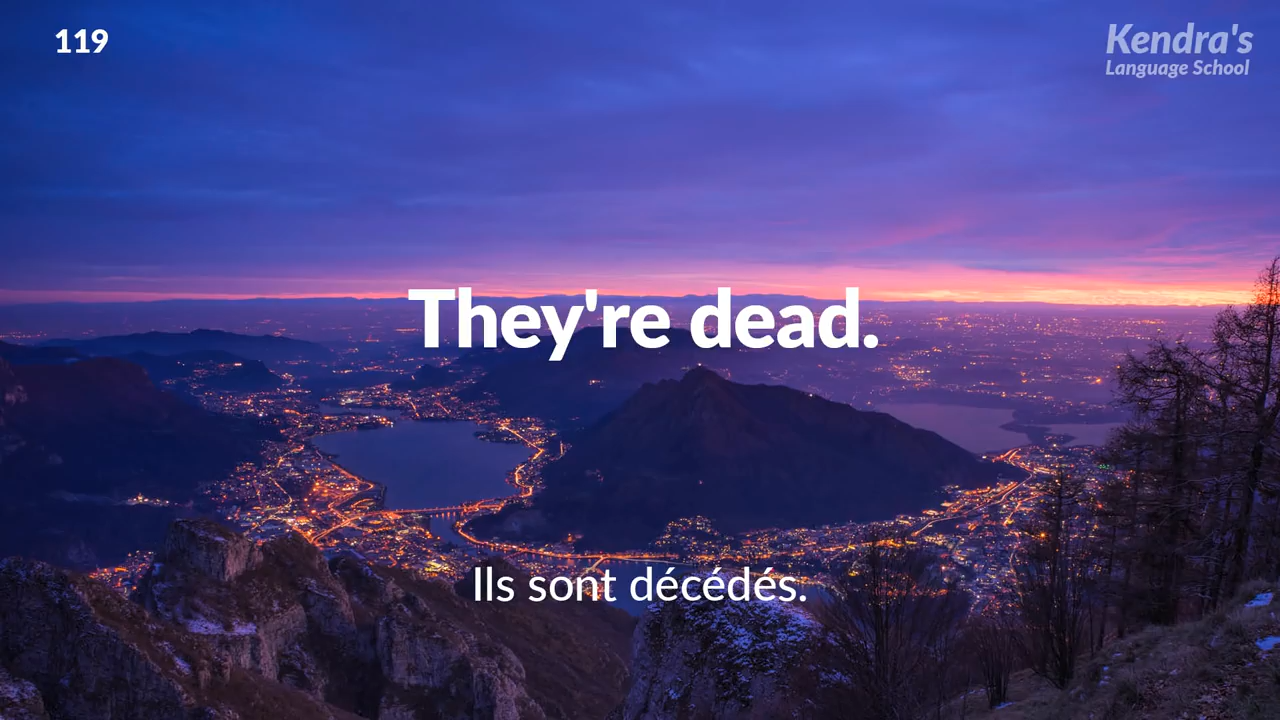 119
Kendra's
Language School
They're dead.
Ils sont décédés.